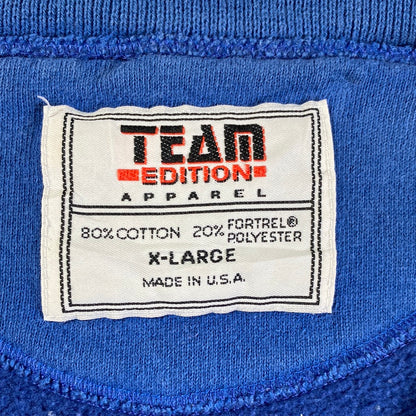 TEAM
EDITION
APPAREL
80% COTTON 20% FORTREL®
POLYESTER
X-LARGE
MADE IN U.S.A.